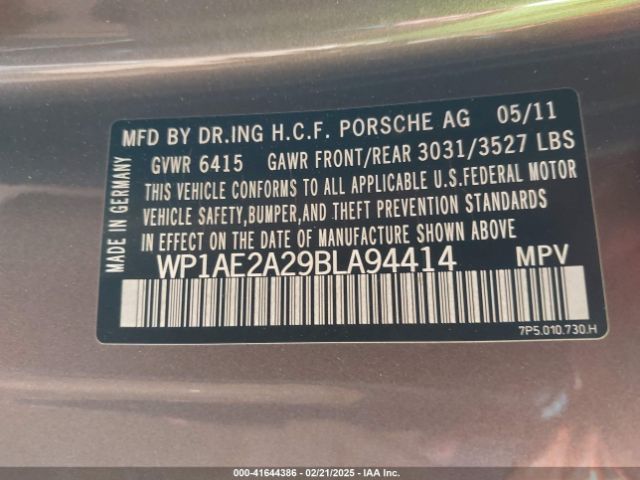 MFD BY DR.ING H.C.F. PORSCHE AG 05/11
GVWR 6415 GAWR FRONT/REAR 3031/3527 LBS
THIS VEHICLE CONFORMS TO ALL APPLICABLE U.S.FEDERAL MOTOR
VEHICLE SAFETY,BUMPER,AND THEFT PREVENTION STANDARDS
IN EFFECT ON THE DATE OF MANUFACTURE SHOWN ABOVE
WP1AE2A29BLA94414 MPV
MADE IN GERMANY
7P5.010.730.H
000-41644386 - 02/21/2025 - IAA Inc.